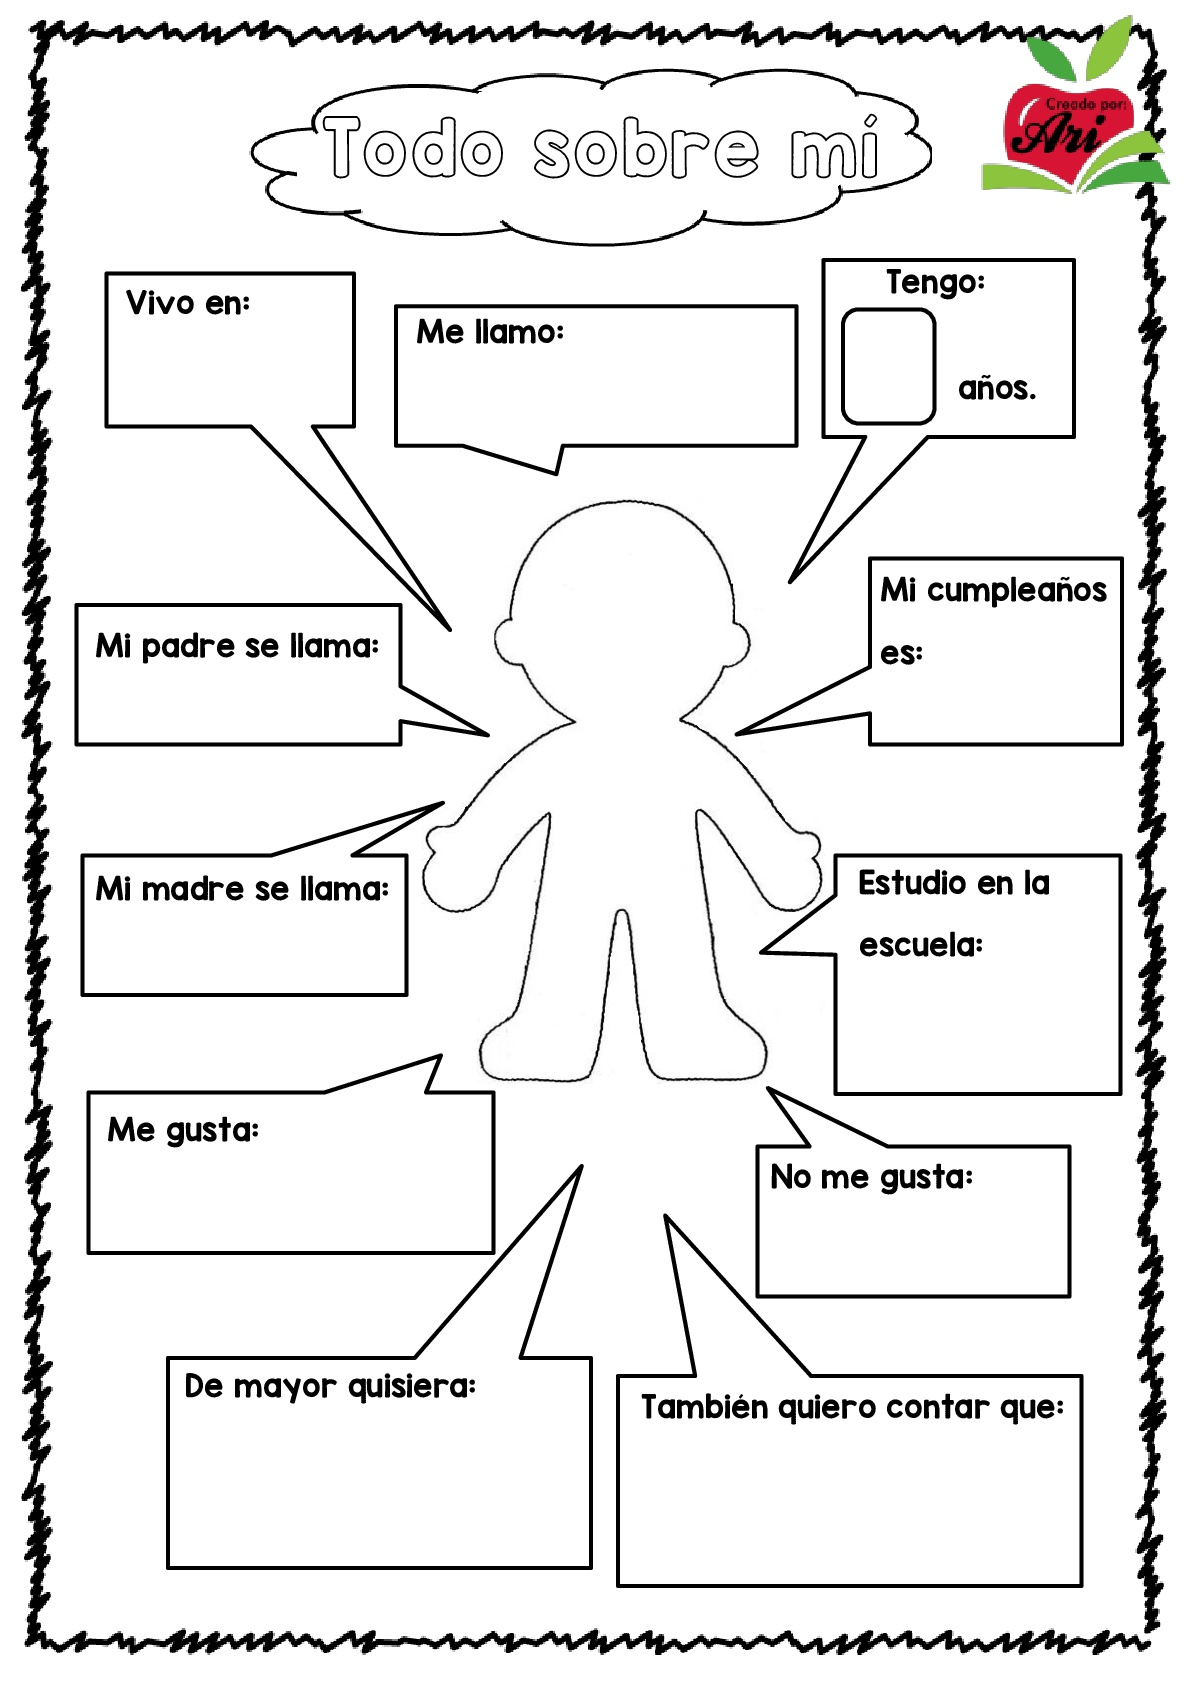 Todo sobre mí
Creado por:
Ari
Vivo en:
Me llamo:
Tengo:
años.
Mi padre se llama:
Mi cumpleaños
es:
Mi madre se llama:
Estudio en la
escuela:
Me gusta:
No me gusta:
De mayor quisiera:
También quiero contar que: